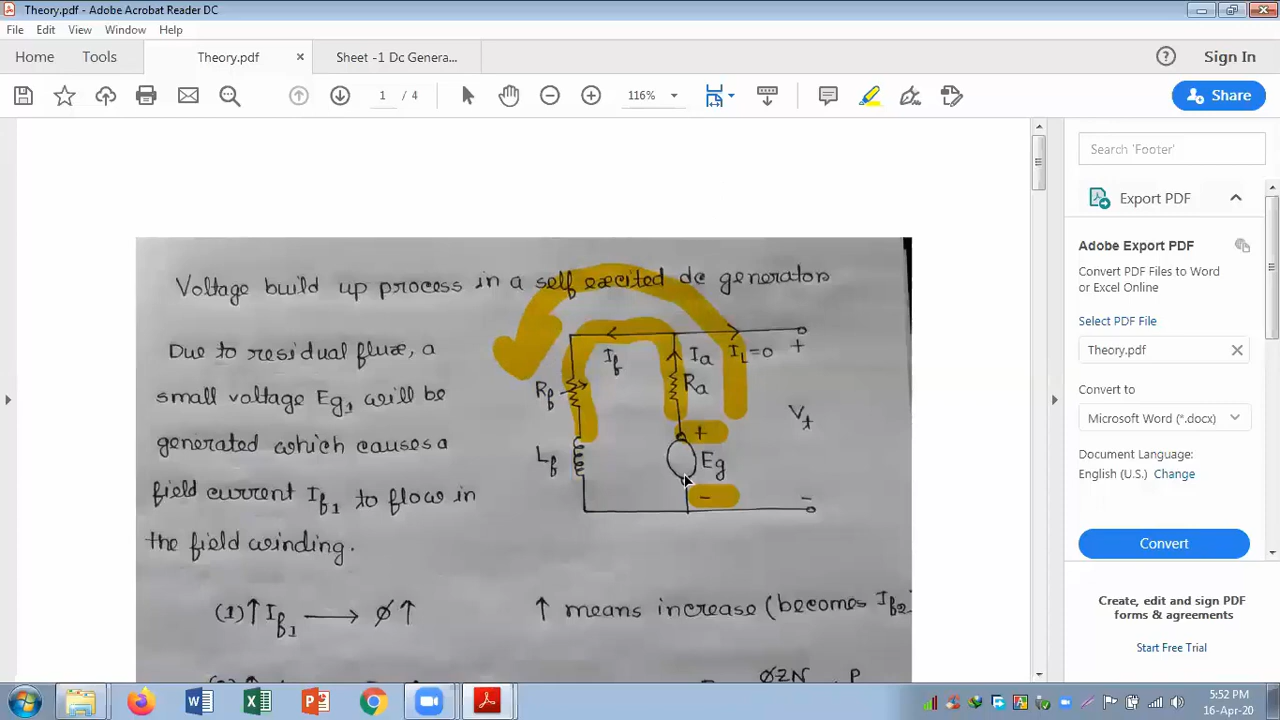 Theory.pdf - Adobe Acrobat Reader DC
File Edit View Window Help
Home Tools Theory.pdf × Sheet -1 Dc Genera...
Sign In
1 / 4 116% Share
Voltage build up process in a self excited dc generator
Due to residual flux, a
small voltage Eg1 will be
generated which causes a
field current If1 to flow in
the field winding.
If Ia IL=0 +
Rf Ra
Vt
+
Lf Eg
- -
(1)↑ If1 → ø↑ ↑ means increase (becomes If2
øZN P
Search 'Footer'
Export PDF
Adobe Export PDF
Convert PDF Files to Word
or Excel Online
Select PDF File
Theory.pdf
Convert to
Microsoft Word (*.docx)
Document Language:
English (U.S.) Change
Convert
Create, edit and sign PDF
forms & agreements
Start Free Trial
5:52 PM
16-Apr-20